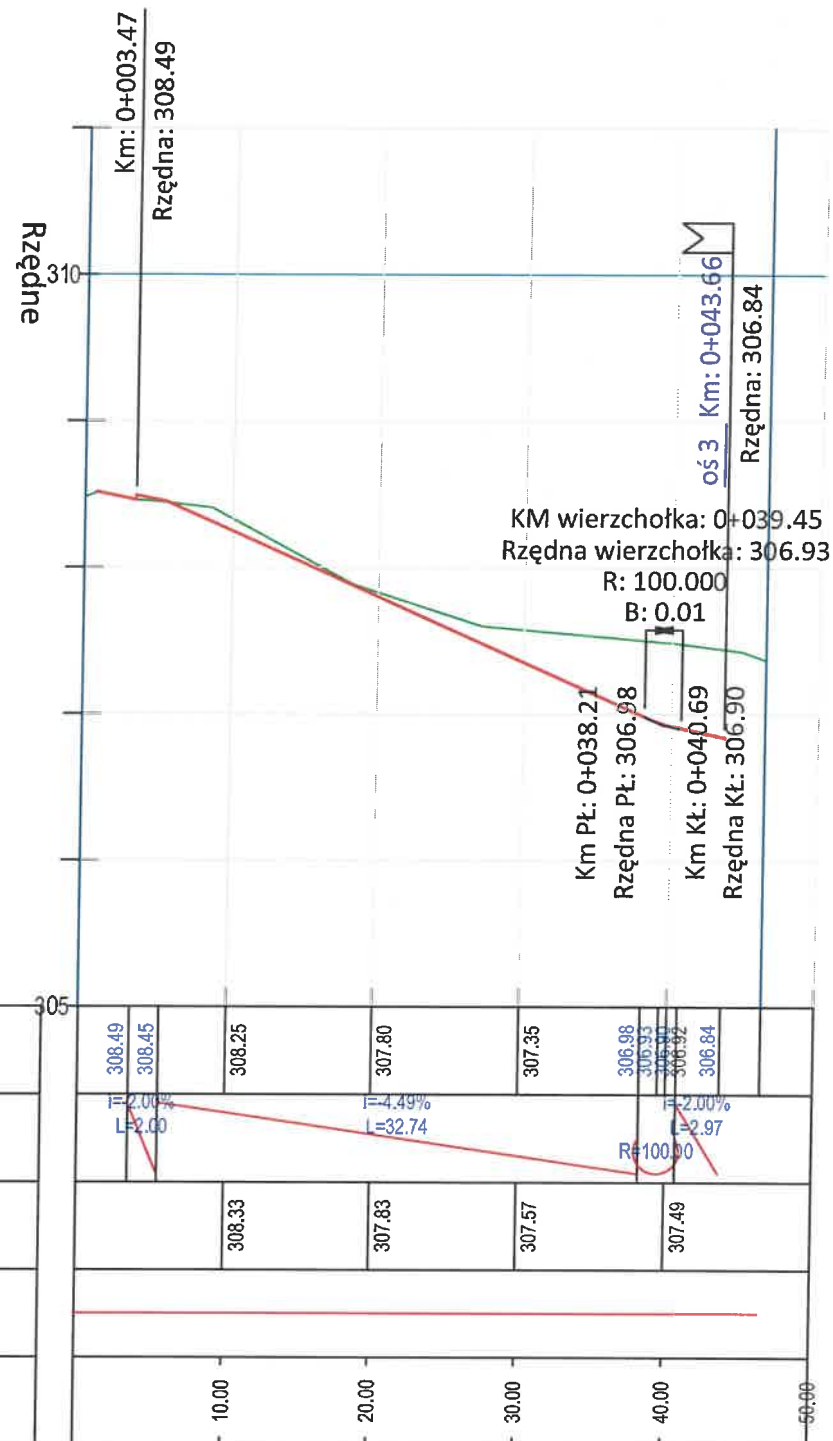 Km: 0+003.47
Rzędna: 308.49
Rzędne
310
oś 3 Km: 0+043.66
Rzędna: 306.84
KM wierzchołka: 0+039.45
Rzędna wierzchołka: 306.93
R: 100.000
B: 0.01
Km PŁ: 0+038.21
Rzędna PŁ: 306.98
Km KŁ: 0+040.69
Rzędna KŁ: 306.90
305
308.49
308.45
308.25
307.80
307.35
306.98
306.93
306.92
306.84
i=-2.00%
L=2.00
i=-4.49%
L=32.74
R=100.00
i=-2.00%
L=2.97
308.33
307.83
307.57
307.49
10.00
20.00
30.00
40.00
50.00